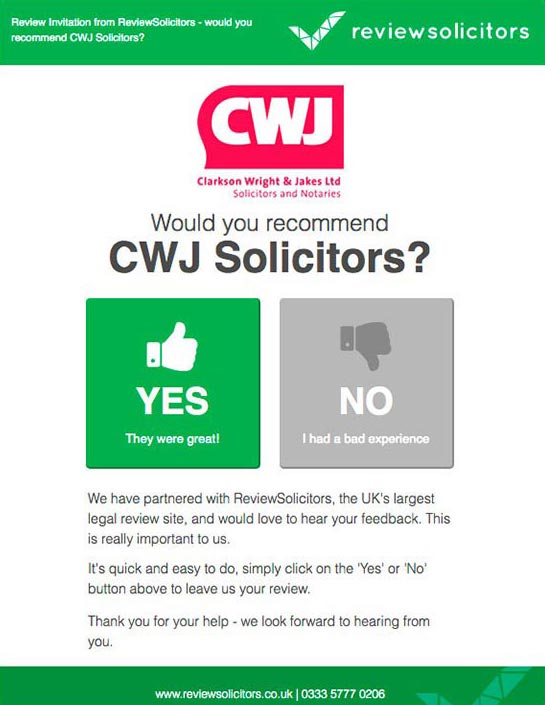 Review Invitation from ReviewSolicitors - would you
recommend CWJ Solicitors?
reviewsolicitors
CWJ
Clarkson Wright & Jakes Ltd
Solicitors and Notaries
Would you recommend
CWJ Solicitors?
YES
They were great!
NO
I had a bad experience
We have partnered with ReviewSolicitors, the UK's largest
legal review site, and would love to hear your feedback. This
is really important to us.
It's quick and easy to do, simply click on the 'Yes' or 'No'
button above to leave us your review.
Thank you for your help - we look forward to hearing from
you.
www.reviewsolicitors.co.uk | 0333 5777 0206